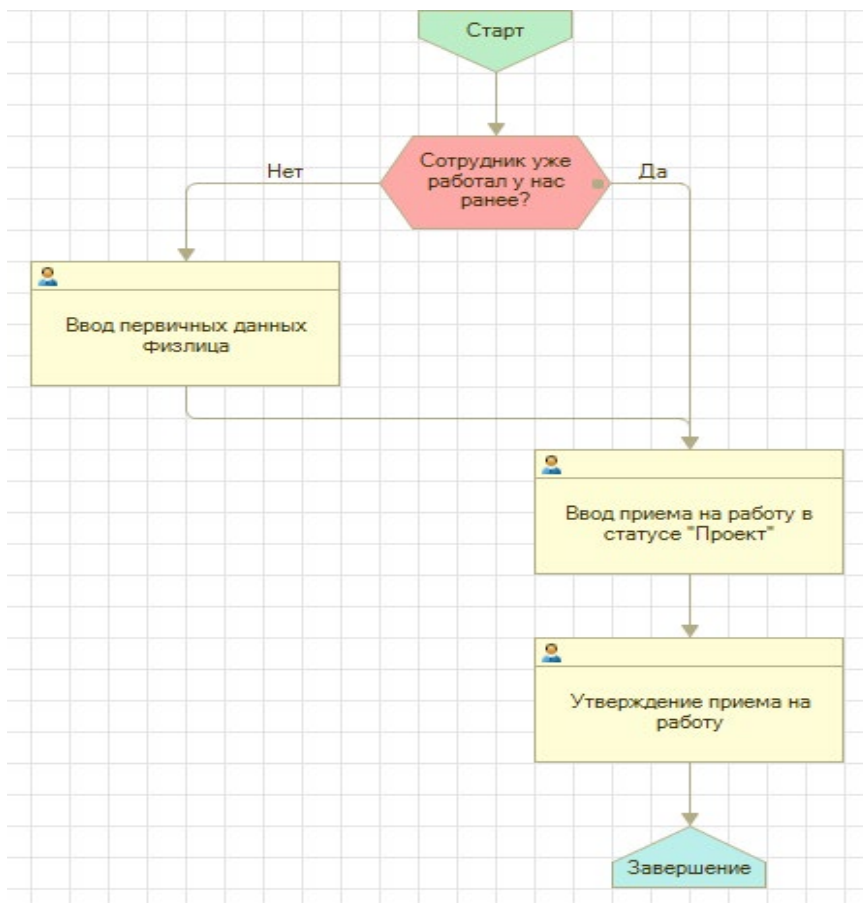 Старт
Сотрудник уже
работал у нас
ранее?
Нет
Да
Ввод первичных данных
физлица
Ввод приема на работу в
статусе "Проект"
Утверждение приема на
работу
Завершение